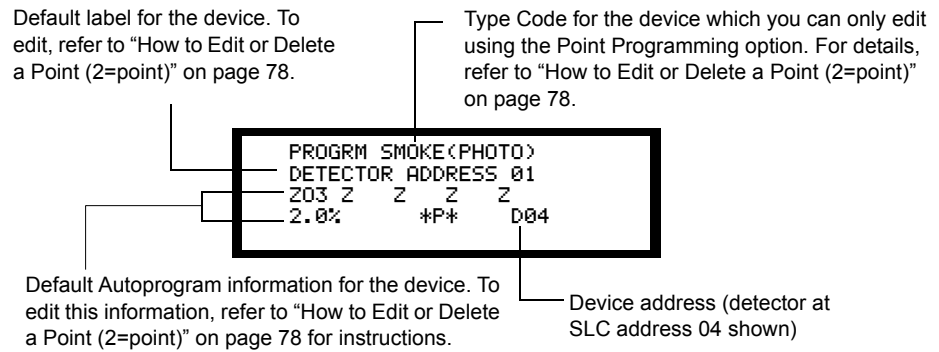 Default label for the device. To
edit, refer to “How to Edit or Delete
a Point (2=point)” on page 78.
Type Code for the device which you can only edit
using the Point Programming option. For details,
refer to “How to Edit or Delete a Point (2=point)”
on page 78.
PROGRM SMOKE(PHOTO)
DETECTOR ADDRESS 01
Z03 Z Z Z Z
2.0% *P* D04
Default Autoprogram information for the device. To
edit this information, refer to “How to Edit or Delete
a Point (2=point)” on page 78 for instructions.
Device address (detector at
SLC address 04 shown)